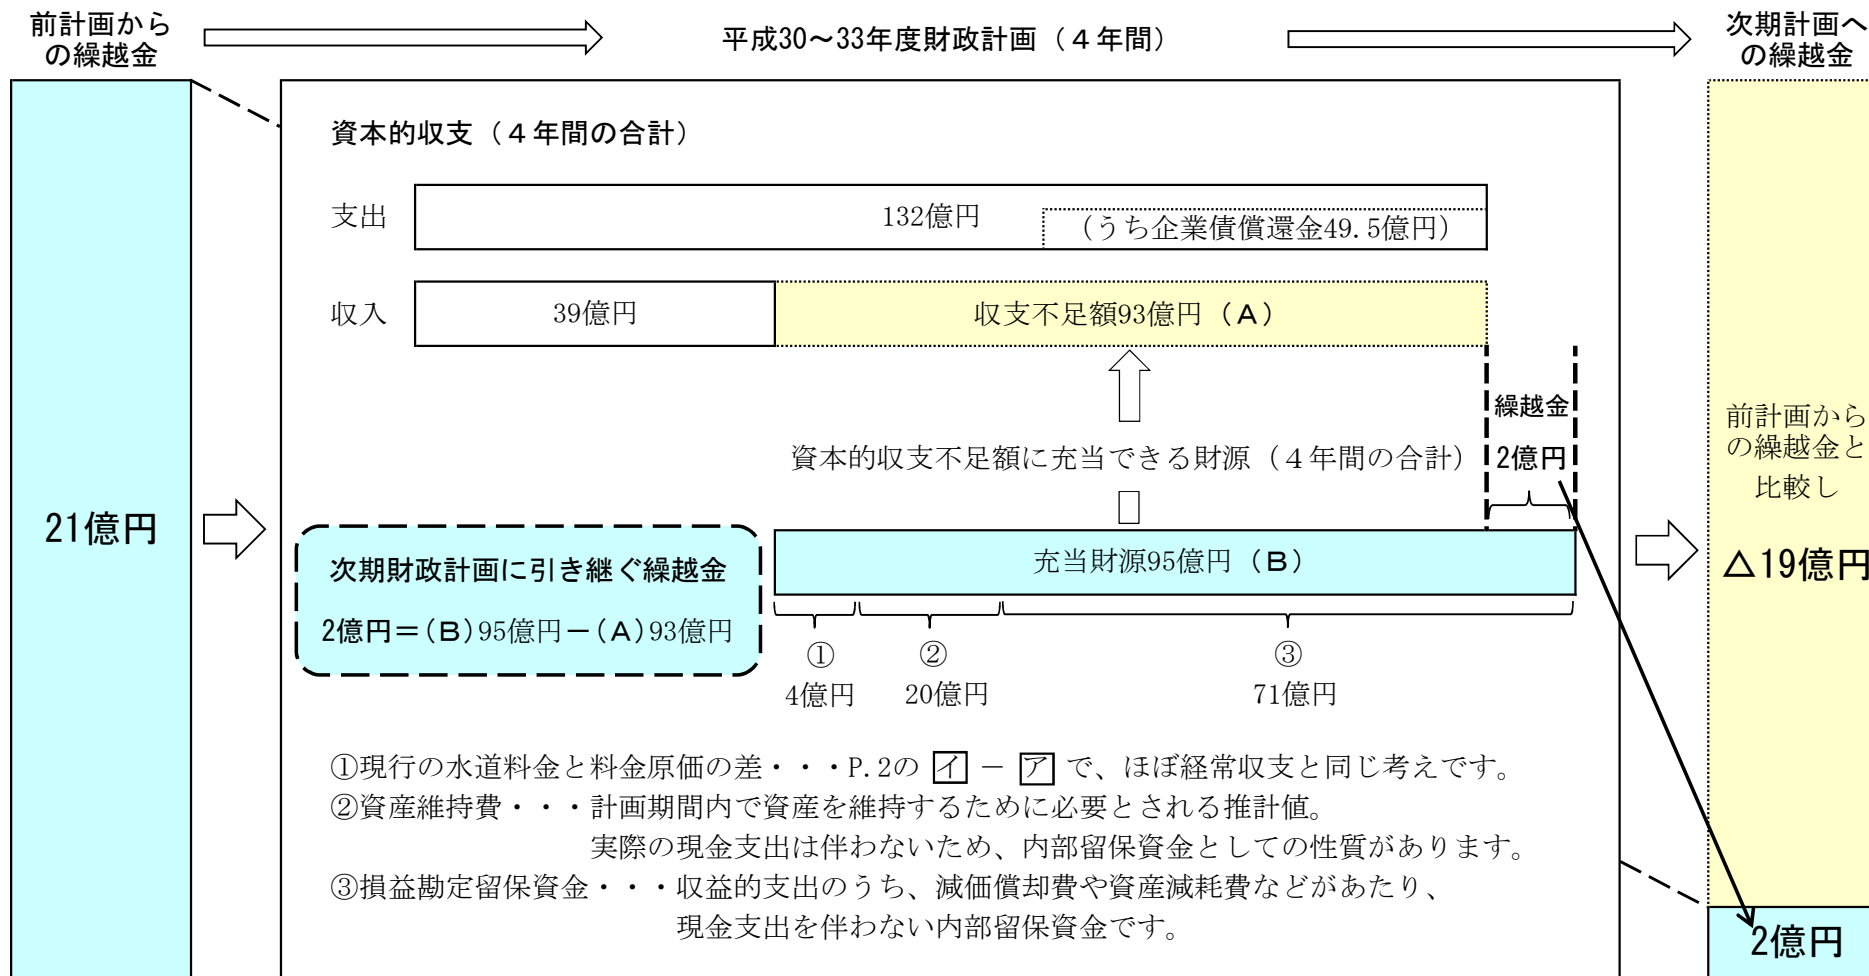 前計画から
の繰越金
平成30～33年度財政計画（４年間）
次期計画へ
の繰越金
21億円
資本的収支（４年間の合計）
支出
132億円
（うち企業債償還金49.5億円）
収入
39億円
収支不足額93億円（Ａ）
繰越金
2億円
資本的収支不足額に充当できる財源（４年間の合計）
充当財源95億円（Ｂ）
次期財政計画に引き継ぐ繰越金
2億円＝(Ｂ)95億円－(Ａ)93億円
①
4億円
②
20億円
③
71億円
①現行の水道料金と料金原価の差・・・P.2の イ － ア で、ほぼ経常収支と同じ考えです。
②資産維持費・・・計画期間内で資産を維持するために必要とされる推計値。
実際の現金支出は伴わないため、内部留保資金としての性質があります。
③損益勘定留保資金・・・収益的支出のうち、減価償却費や資産減耗費などがあたり、
現金支出を伴わない内部留保資金です。
前計画から
の繰越金と
比較し
△19億円
2億円